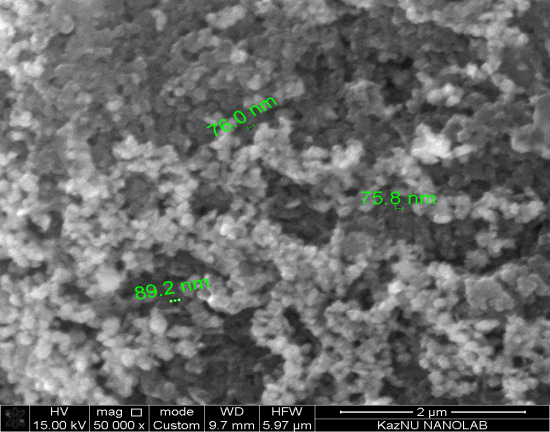 76.0 nm
75.8 nm
89.2 nm
HV mag mode WD HFW 2 µm
15.00 kV 50 000 x Custom 9.7 mm 5.97 µm KazNU NANOLAB